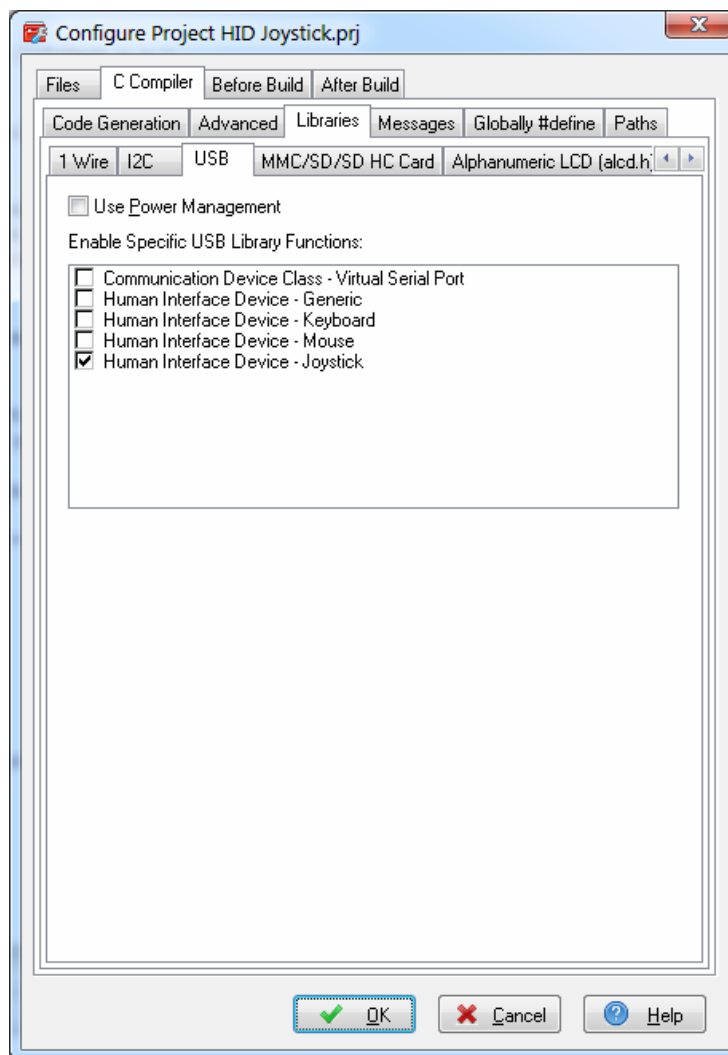 Configure Project HID Joystick.prj
Files C Compiler Before Build After Build
Code Generation Advanced Libraries Messages Globally #define Paths
1 Wire I2C USB MMC/SD/SD HC Card Alphanumeric LCD (alcd.h)
Use Power Management
Enable Specific USB Library Functions:
Communication Device Class - Virtual Serial Port
Human Interface Device - Generic
Human Interface Device - Keyboard
Human Interface Device - Mouse
Human Interface Device - Joystick
OK Cancel Help